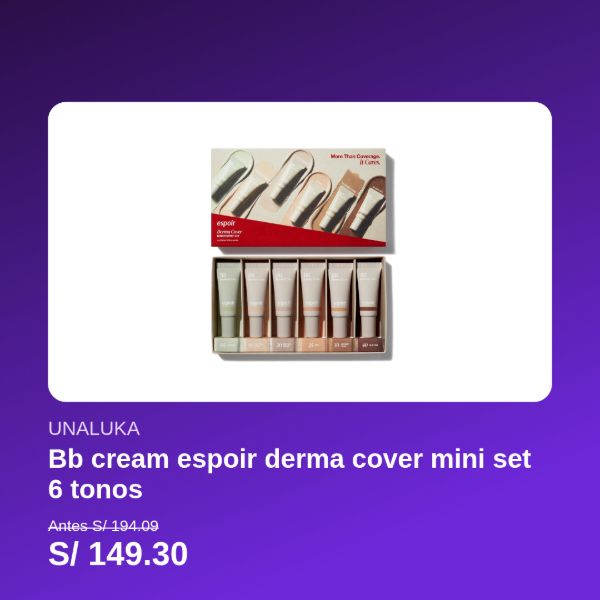 More Than Coverage.
It Cares.
espoir
Derma Cover
UNALUKA
Bb cream espoir derma cover mini set
6 tonos
Antes S/ 194.09
S/ 149.30